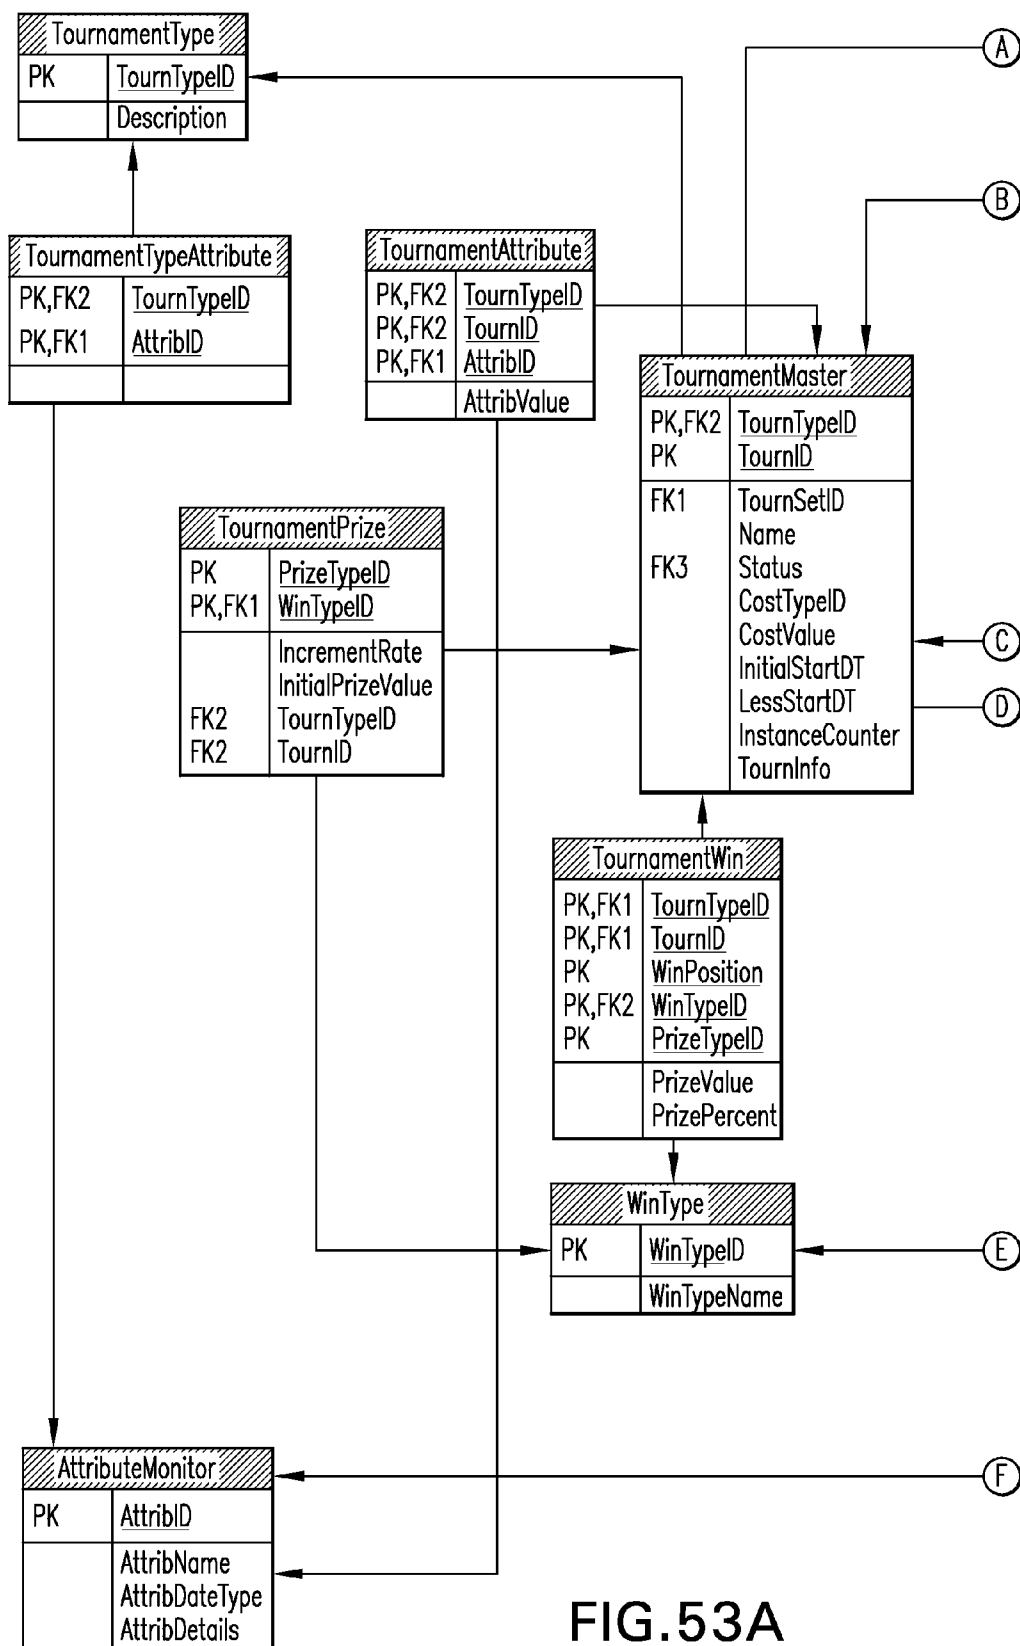 TournamentType
PK TournTypeID
Description
A
B
TournamentTypeAttribute
PK,FK2 TournTypeID
PK,FK1 AttribID
TournamentAttribute
PK,FK2 TournTypeID
PK,FK2 TournID
PK,FK1 AttribID
AttribValue
TournamentMaster
PK,FK2 TournTypeID
PK TournID
FK1 TournSetID
Name
FK3 Status
CostTypeID
CostValue
InitialStartDT
LessStartDT
InstanceCounter
TournInfo
C
D
TournamentPrize
PK PrizeTypeID
PK,FK1 WinTypeID
IncrementRate
InitialPrizeValue
FK2 TournTypeID
FK2 TournID
TournamentWin
PK,FK1 TournTypeID
PK,FK1 TournID
PK WinPosition
PK,FK2 WinTypeID
PK PrizeTypeID
PrizeValue
PrizePercent
WinType
PK WinTypeID
WinTypeName
E
AttributeMonitor
PK AttribID
AttribName
AttribDateType
AttribDetails
F
FIG.53A